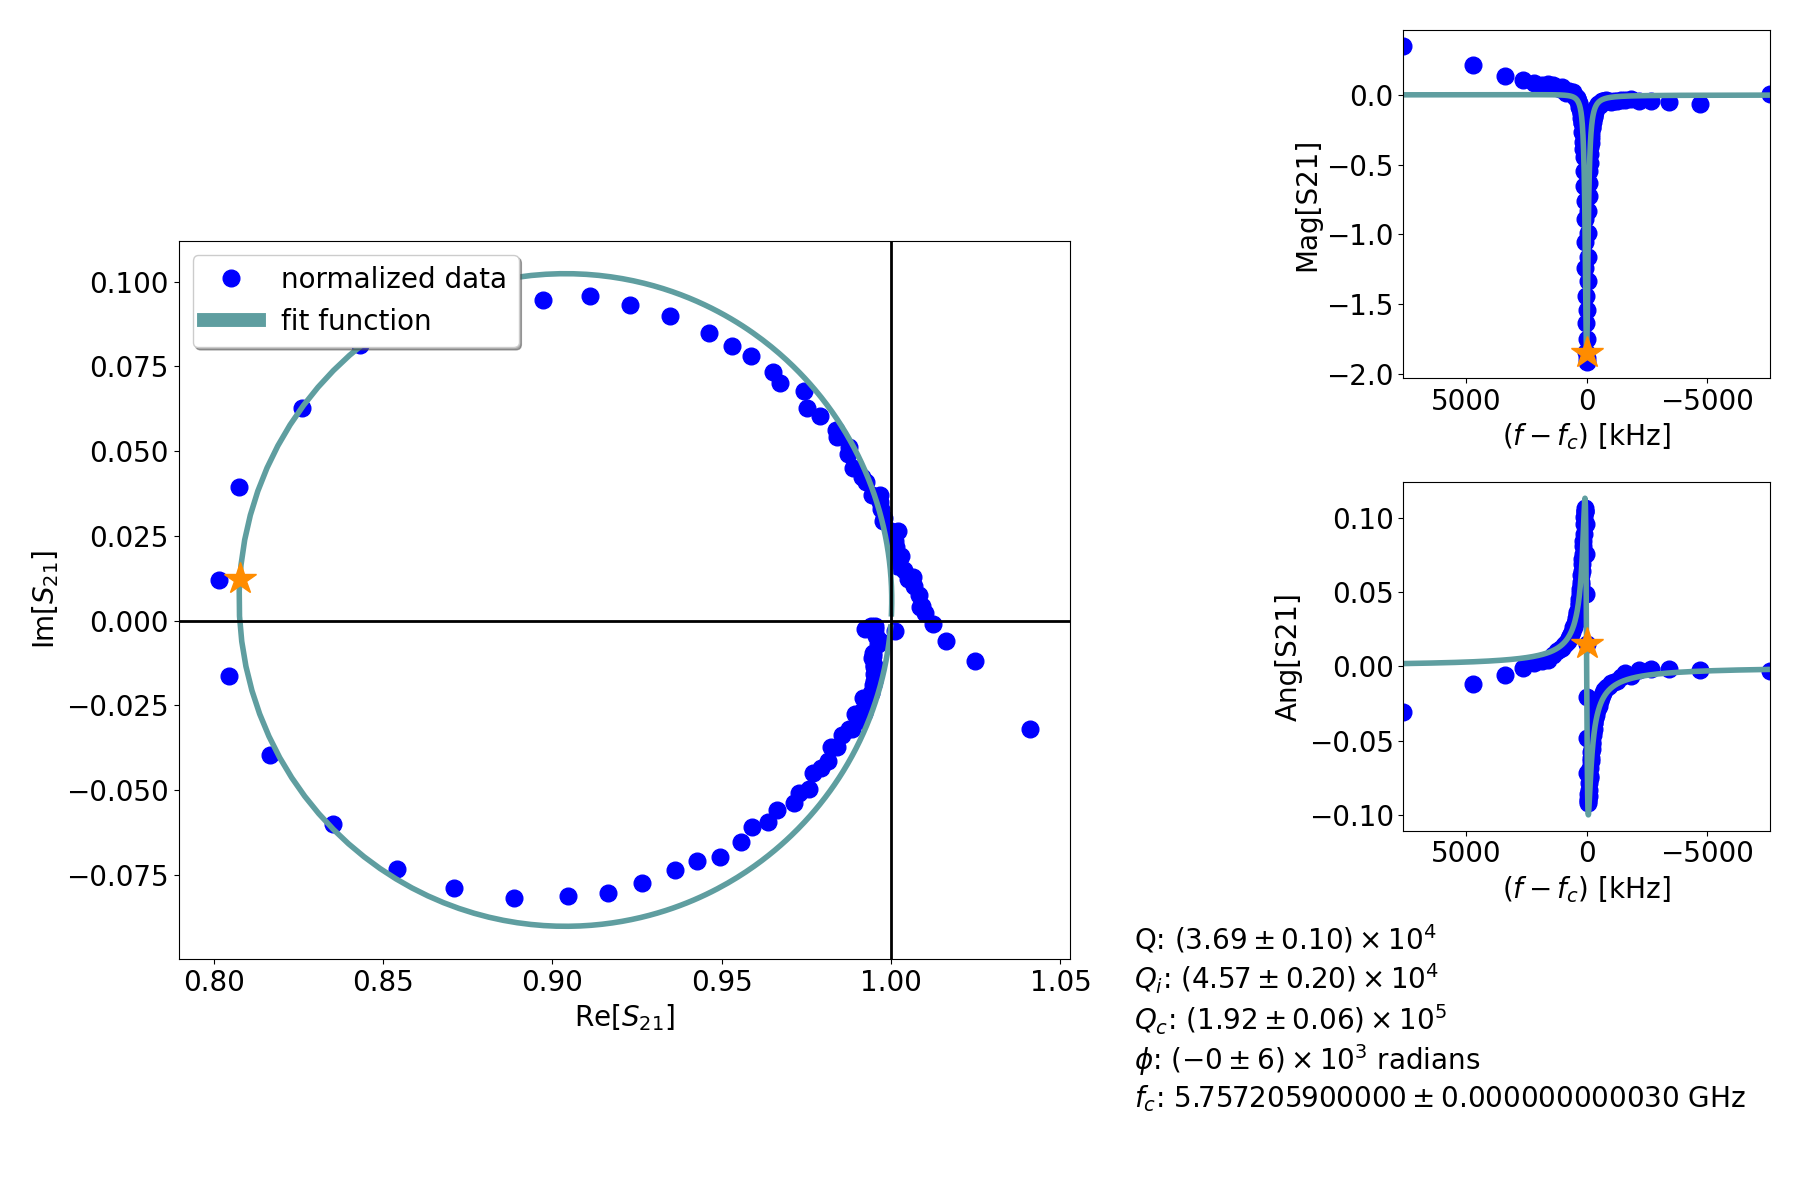 normalized data
fit function
0.100
0.075
0.050
0.025
0.000
−0.025
−0.050
−0.075
Im[S21]
0.80
0.85
0.90
0.95
1.00
1.05
Re[S21]
0.0
−0.5
−1.0
−1.5
−2.0
Mag[S21]
5000
0
−5000
(f − fc) [kHz]
0.10
0.05
0.00
−0.05
−0.10
Ang[S21]
5000
0
−5000
(f − fc) [kHz]
Q: (3.69 ± 0.10) × 10^4
Qi: (4.57 ± 0.20) × 10^4
Qc: (1.92 ± 0.06) × 10^5
ϕ: (−0 ± 6) × 10^3 radians
fc: 5.757205900000 ± 0.000000000030 GHz